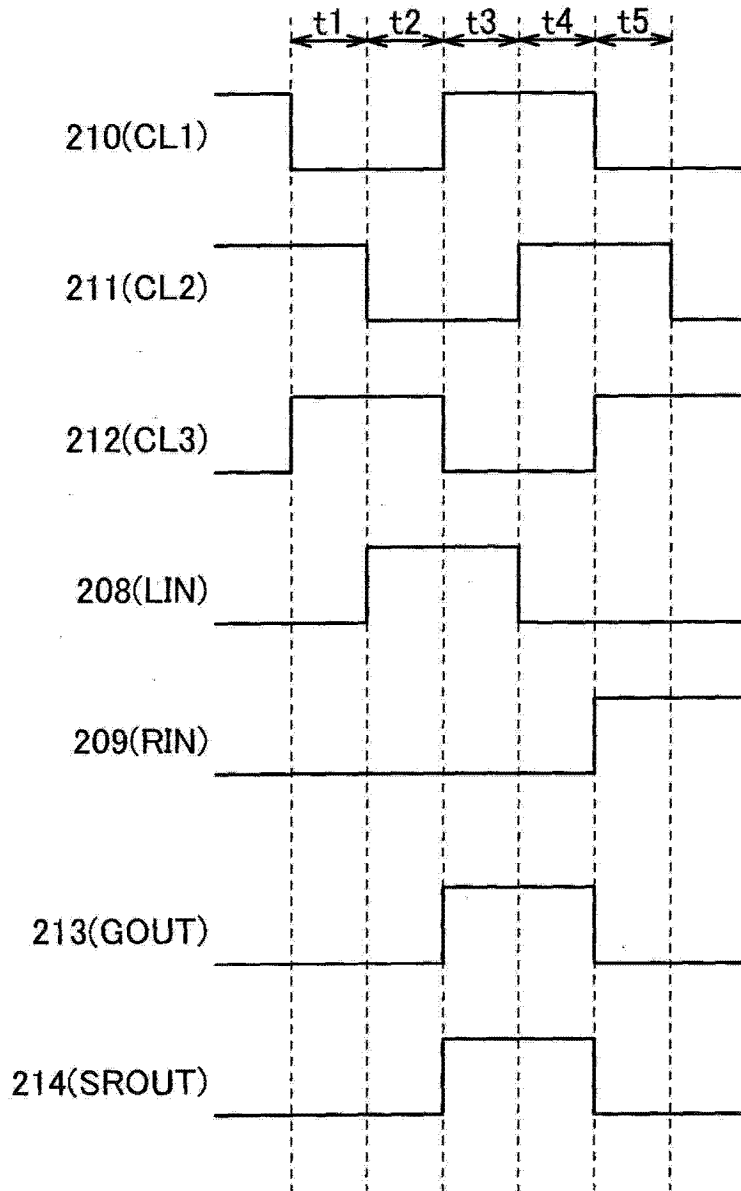 t1 t2 t3 t4 t5
210(CL1)
211(CL2)
212(CL3)
208(LIN)
209(RIN)
213(GOUT)
214(SROUT)